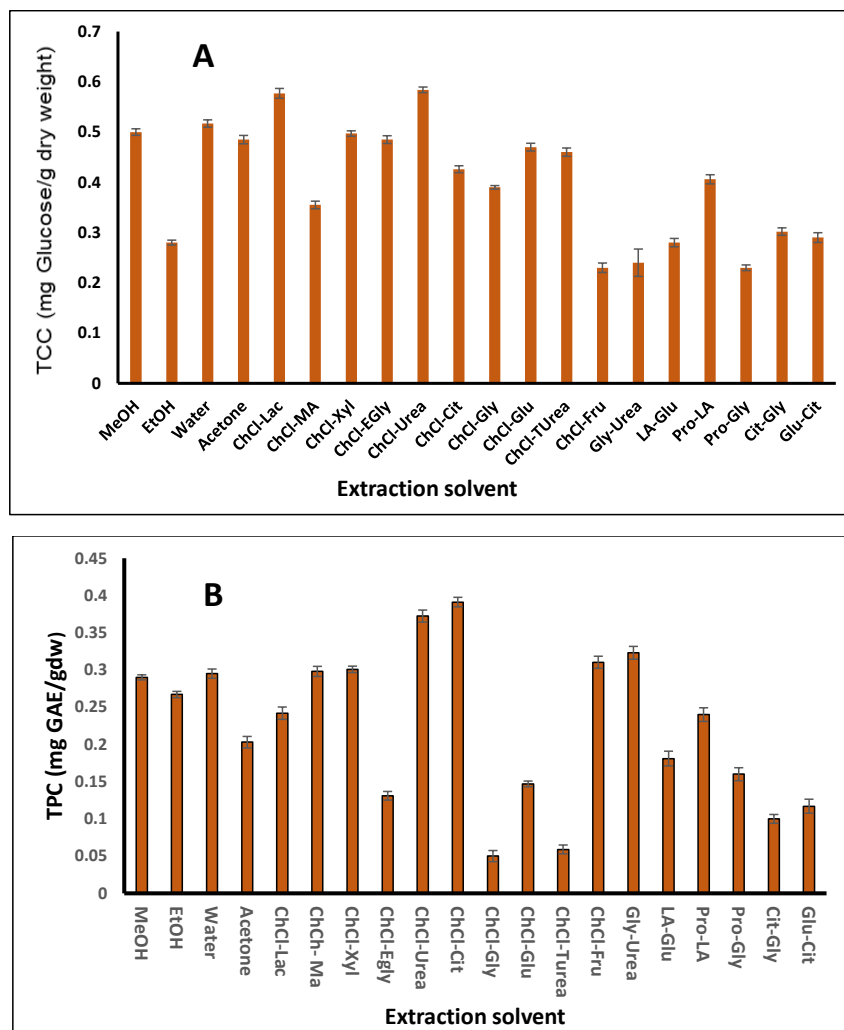 A
TCC (mg Glucose/g dry weight)
0.7
0.6
0.5
0.4
0.3
0.2
0.1
0
MeOH
EtOH
Water
Acetone
ChCl-Lac
ChCl-MA
ChCl-Xyl
ChCl-EGly
ChCl-Urea
ChCl-Cit
ChCl-Gly
ChCl-Glu
ChCl-TUrea
ChCl-Fru
Gly-Urea
LA-Glu
Pro-LA
Pro-Gly
Cit-Gly
Glu-Cit
Extraction solvent
B
TPC (mg GAE/gdw)
0.45
0.4
0.35
0.3
0.25
0.2
0.15
0.1
0.05
0
MeOH
EtOH
Water
Acetone
ChCl-Lac
ChCh- Ma
ChCl-Xyl
ChCl-Egly
ChCl-Urea
ChCl-Cit
ChCl-Gly
ChCl-Glu
ChCl-Turea
ChCl-Fru
Gly-Urea
LA-Glu
Pro-LA
Pro-Gly
Cit-Gly
Glu-Cit
Extraction solvent